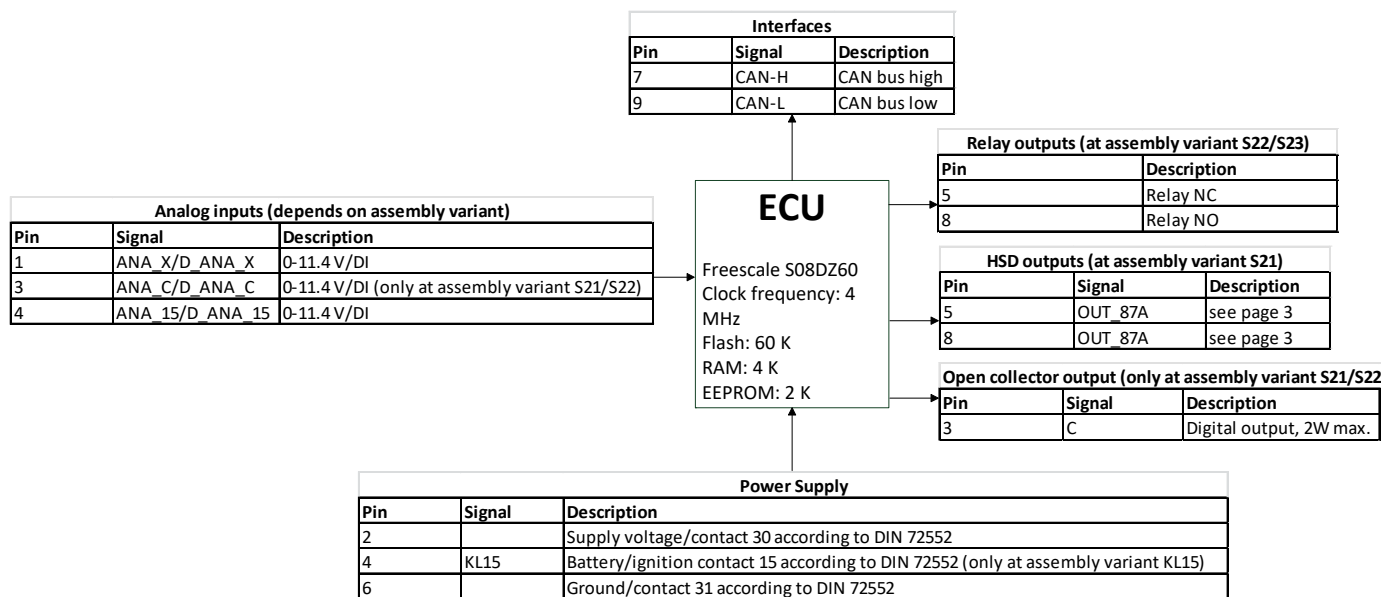 Interfaces
Pin Signal Description
7 CAN-H CAN bus high
9 CAN-L CAN bus low
Relay outputs (at assembly variant S22/S23)
Pin Description
5 Relay NC
8 Relay NO
Analog inputs (depends on assembly variant)
Pin Signal Description
1 ANA_X/D_ANA_X 0-11.4 V/DI
3 ANA_C/D_ANA_C 0-11.4 V/DI (only at assembly variant S21/S22)
4 ANA_15/D_ANA_15 0-11.4 V/DI
ECU
Freescale S08DZ60
Clock frequency: 4
MHz
Flash: 60 K
RAM: 4 K
EEPROM: 2 K
HSD outputs (at assembly variant S21)
Pin Signal Description
5 OUT_87A see page 3
8 OUT_87A see page 3
Open collector output (only at assembly variant S21/S22
Pin Signal Description
3 C Digital output, 2W max.
Power Supply
Pin Signal Description
2 Supply voltage/contact 30 according to DIN 72552
4 KL15 Battery/ignition contact 15 according to DIN 72552 (only at assembly variant KL15)
6 Ground/contact 31 according to DIN 72552